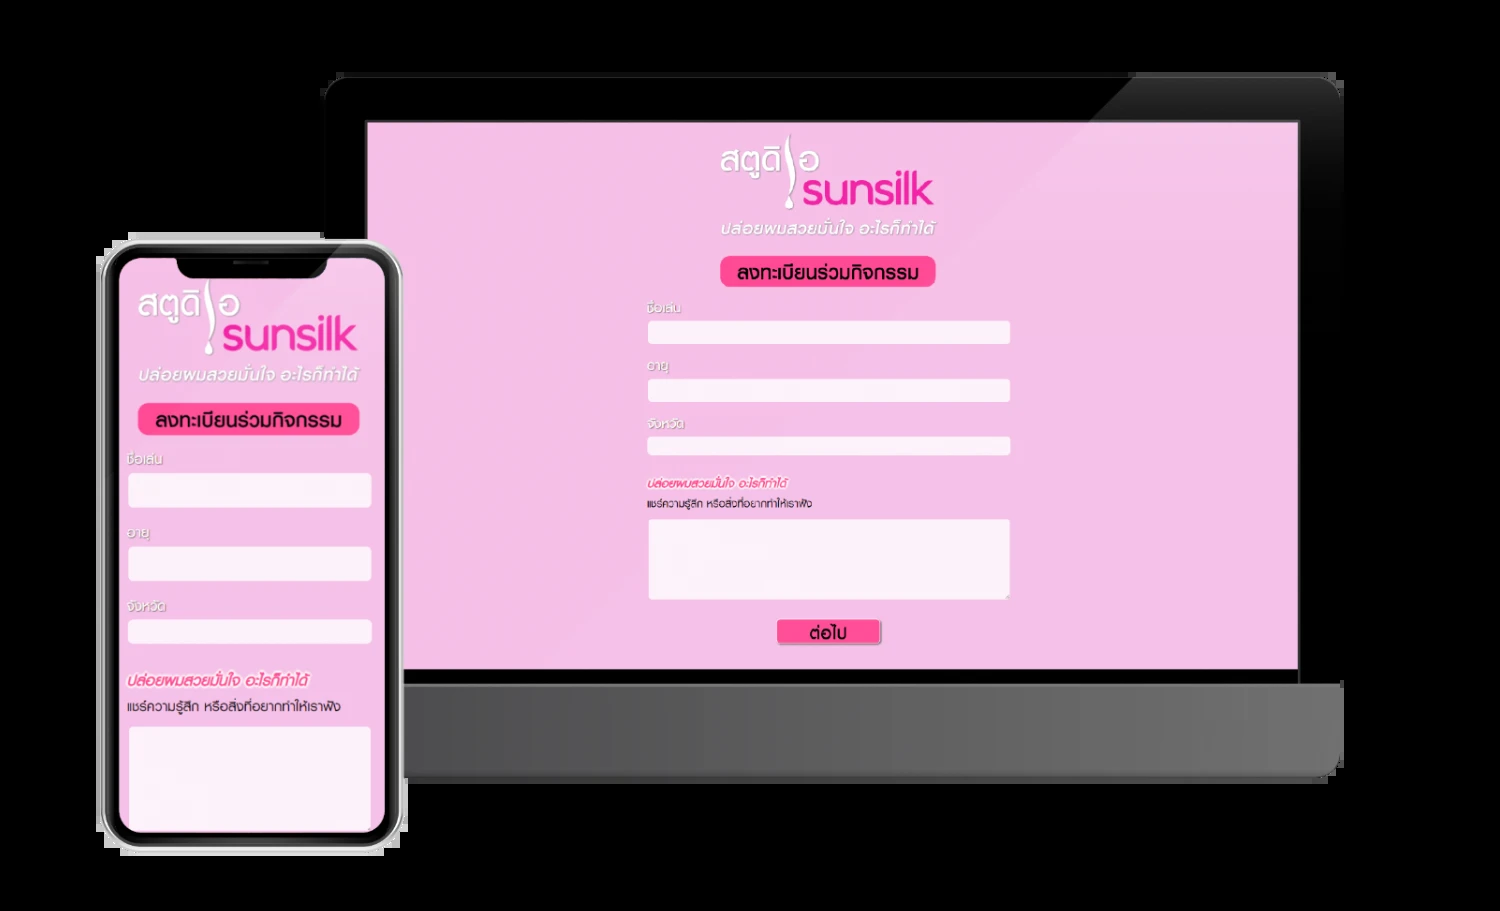 สตูดิโอ
sunsilk
ปล่อยผมสวยมั่นใจ อะไรก็ทำได้
ลงทะเบียนร่วมกิจกรรม
ชื่อเล่น
อายุ
จังหวัด
ปล่อยผมสวยมั่นใจ อะไรก็ทำได้
แชร์ความรู้สึก หรือสิ่งที่อยากทำให้เราฟัง
สตูดิโอ
sunsilk
ปล่อยผมสวยมั่นใจ อะไรก็ทำได้
ลงทะเบียนร่วมกิจกรรม
ชื่อเล่น
อายุ
จังหวัด
ปล่อยผมสวยมั่นใจ อะไรก็ทำได้
แชร์ความรู้สึก หรือสิ่งที่อยากทำให้เราฟัง
ต่อไป